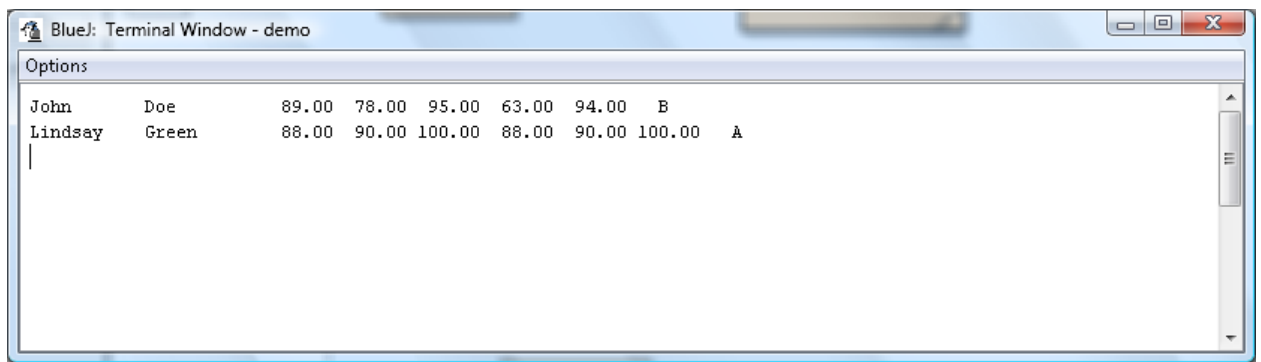 BlueJ: Terminal Window - demo
Options
John Doe 89.00 78.00 95.00 63.00 94.00 B
Lindsay Green 88.00 90.00 100.00 88.00 90.00 100.00 A